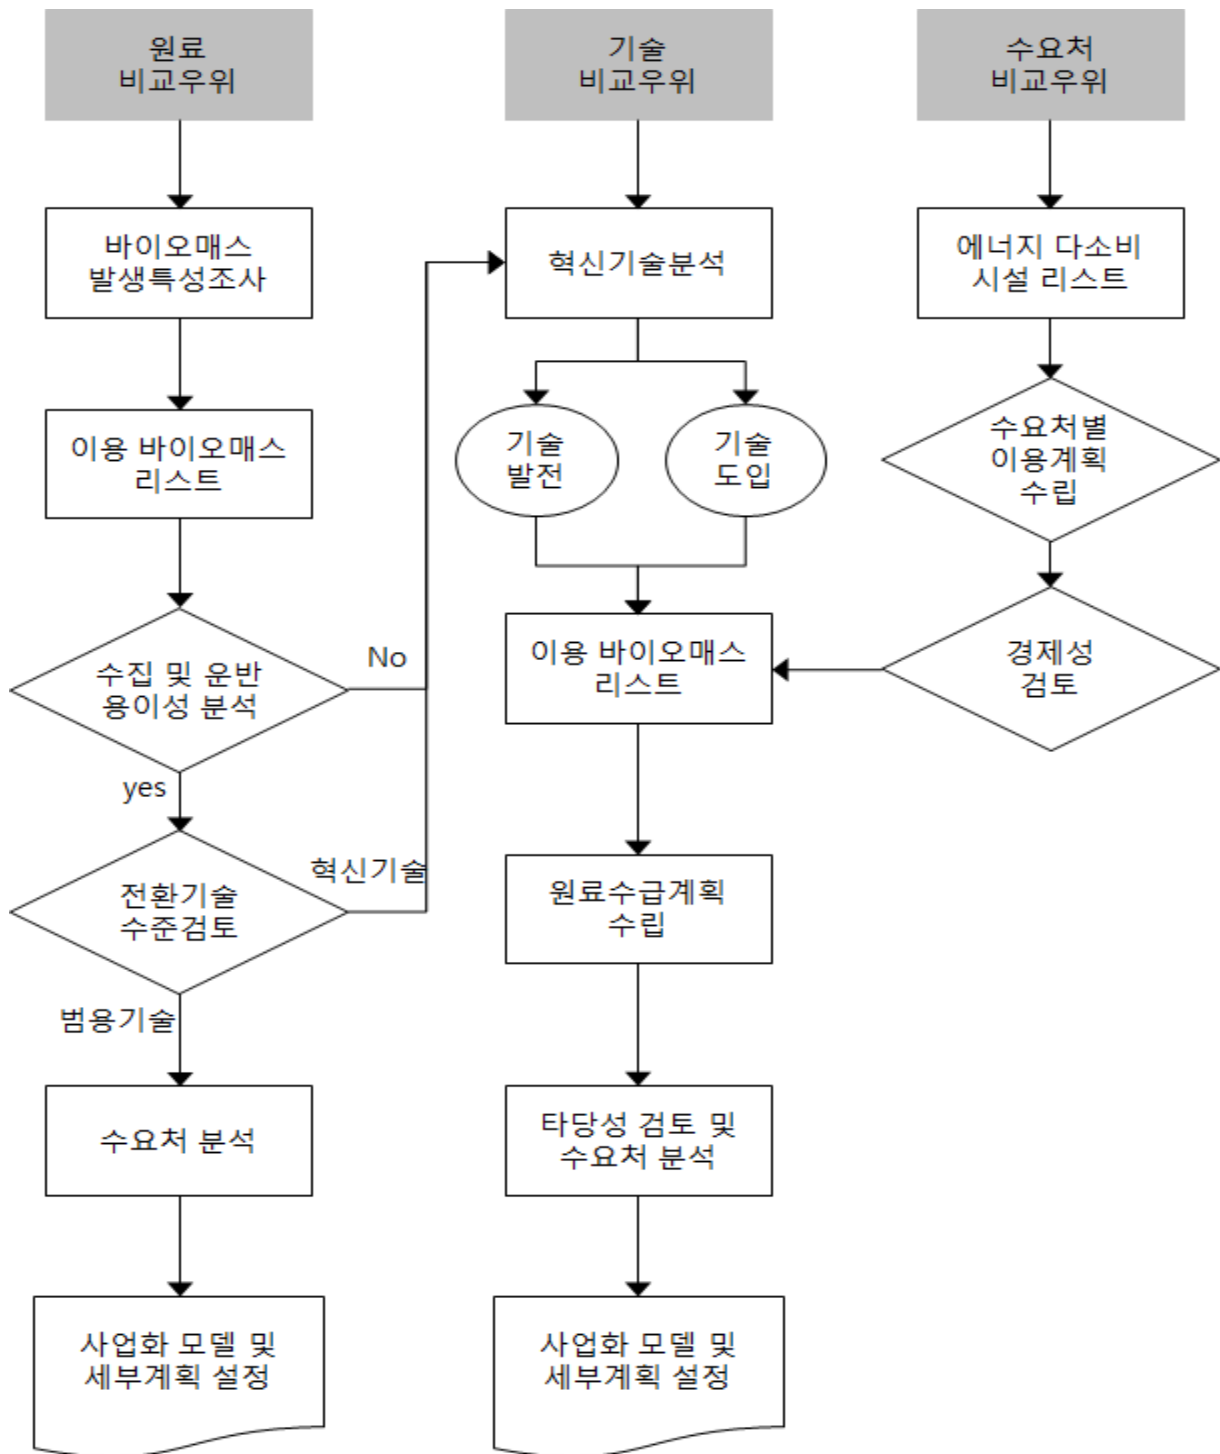 원료
비교우위
바이오매스
발생특성조사
이용 바이오매스
리스트
수집 및 운반
용이성 분석
No
yes
전환기술
수준검토
혁신기술
범용기술
수요처 분석
사업화 모델 및
세부계획 설정
기술
비교우위
혁신기술분석
기술
발전
기술
도입
이용 바이오매스
리스트
원료수급계획
수립
타당성 검토 및
수요처 분석
사업화 모델 및
세부계획 설정
수요처
비교우위
에너지 다소비
시설 리스트
수요처별
이용계획
수립
경제성
검토